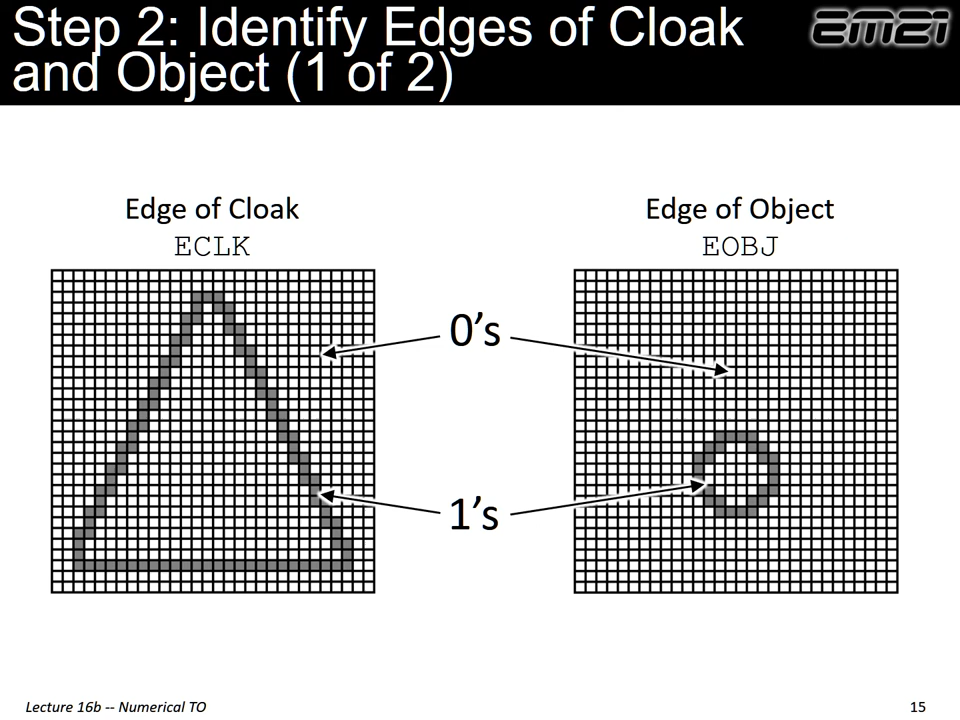 Step 2: Identify Edges of Cloak
and Object (1 of 2)
EM21
Edge of Cloak
ECLK
Edge of Object
EOBJ
0’s
1’s
Lecture 16b -- Numerical TO
15